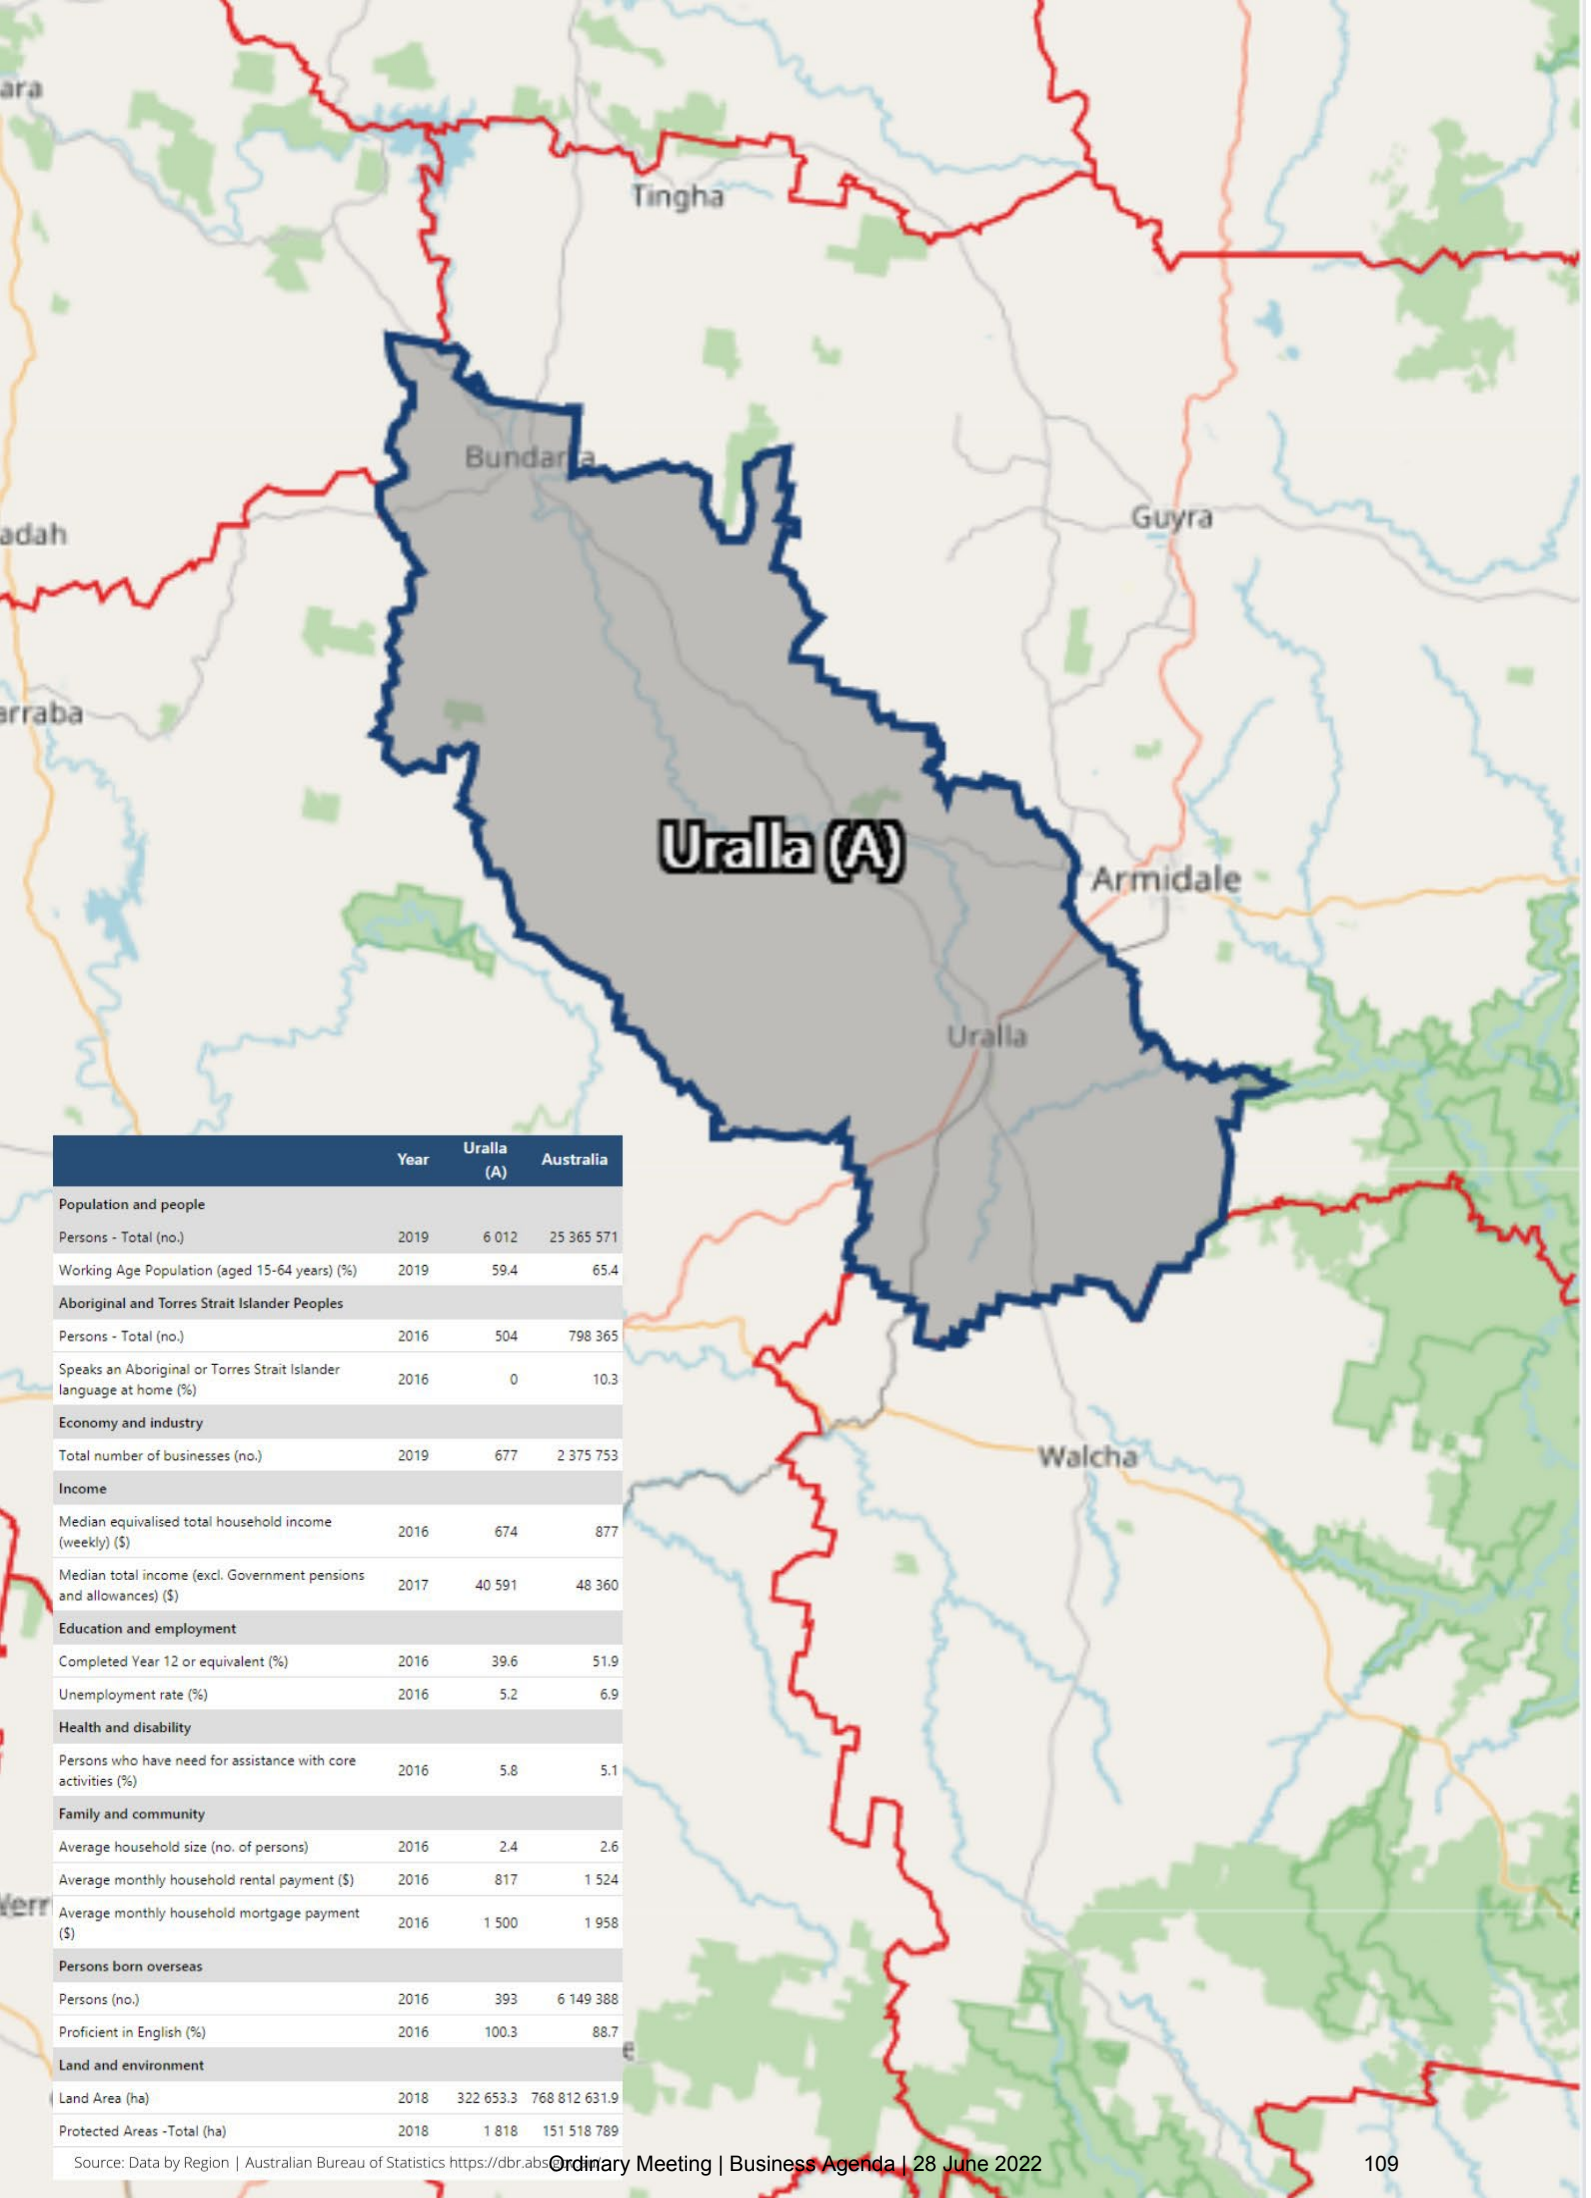 ara
Tingha
Bundarra
adah
Guyra
arraba
Uralla (A)
Armidale
Uralla
Walcha
Werr
e
Year Uralla (A) Australia
Population and people
Persons - Total (no.) 2019 6 012 25 365 571
Working Age Population (aged 15-64 years) (%) 2019 59.4 65.4
Aboriginal and Torres Strait Islander Peoples
Persons - Total (no.) 2016 504 798 365
Speaks an Aboriginal or Torres Strait Islander
language at home (%) 2016 0 10.3
Economy and industry
Total number of businesses (no.) 2019 677 2 375 753
Income
Median equivalised total household income
(weekly) ($) 2016 674 877
Median total income (excl. Government pensions
and allowances) ($) 2017 40 591 48 360
Education and employment
Completed Year 12 or equivalent (%) 2016 39.6 51.9
Unemployment rate (%) 2016 5.2 6.9
Health and disability
Persons who have need for assistance with core
activities (%) 2016 5.8 5.1
Family and community
Average household size (no. of persons) 2016 2.4 2.6
Average monthly household rental payment ($) 2016 817 1 524
Average monthly household mortgage payment
($) 2016 1 500 1 958
Persons born overseas
Persons (no.) 2016 393 6 149 388
Proficient in English (%) 2016 100.3 88.7
Land and environment
Land Area (ha) 2018 322 653.3 768 812 631.9
Protected Areas -Total (ha) 2018 1 818 151 518 789
Source: Data by Region | Australian Bureau of Statistics https://dbr.abs
Ordinary Meeting | Business Agenda | 28 June 2022 109